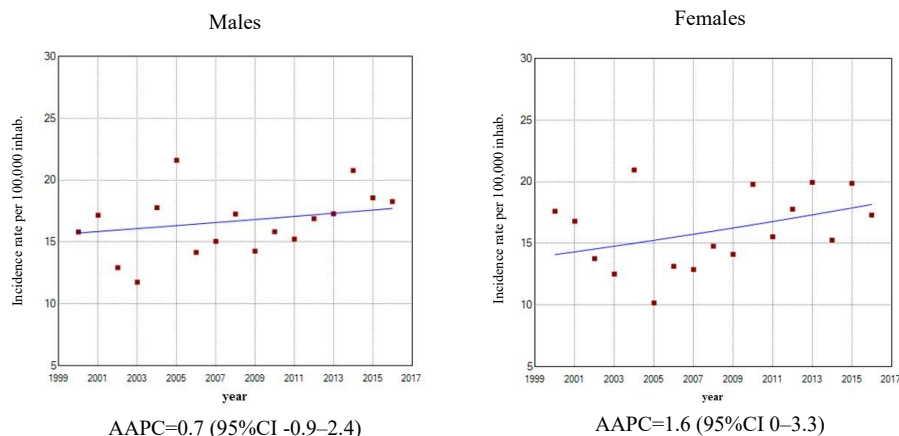 Males
Incidence rate per 100,000 inhab.
30
25
20
15
10
5
1999 2001 2003 2005 2007 2009 2011 2013 2015 2017
year
AAPC=0.7 (95%CI -0.9–2.4)
Females
Incidence rate per 100,000 inhab.
30
25
20
15
10
5
1999 2001 2003 2005 2007 2009 2011 2013 2015 2017
year
AAPC=1.6 (95%CI 0–3.3)